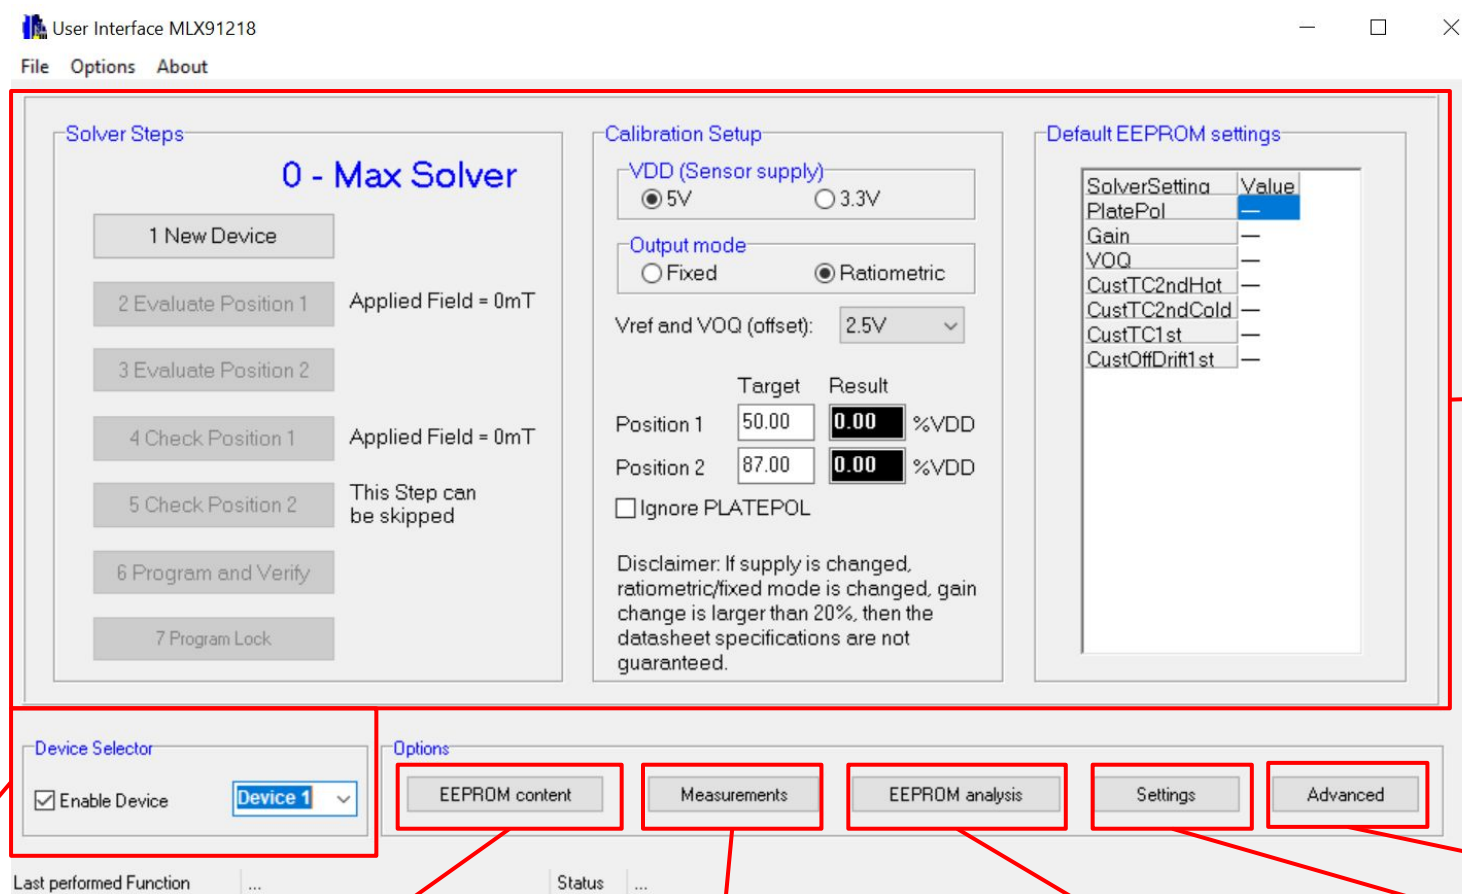 User Interface MLX91218
File Options About
Solver Steps
0 - Max Solver
1 New Device
2 Evaluate Position 1 Applied Field = 0mT
3 Evaluate Position 2
4 Check Position 1 Applied Field = 0mT
5 Check Position 2 This Step can
be skipped
6 Program and Verify
7 Program Lock
Calibration Setup
VDD (Sensor supply)
5V 3.3V
Output mode
Fixed Ratiometric
Vref and VOQ (offset): 2.5V
Target Result
Position 1 50.00 0.00 %VDD
Position 2 87.00 0.00 %VDD
Ignore PLATEPOL
Disclaimer: If supply is changed,
ratiometric/fixed mode is changed, gain
change is larger than 20%, then the
datasheet specifications are not
guaranteed.
Default EEPROM settings
SolverSetting Value
PlatePol —
Gain —
VOQ —
CustTC2ndHot —
CustTC2ndCold —
CustTC1st —
CustOffDrift1st —
Device Selector
Enable Device Device 1
Options
EEPROM content Measurements EEPROM analysis Settings Advanced
Last performed Function ... Status ...